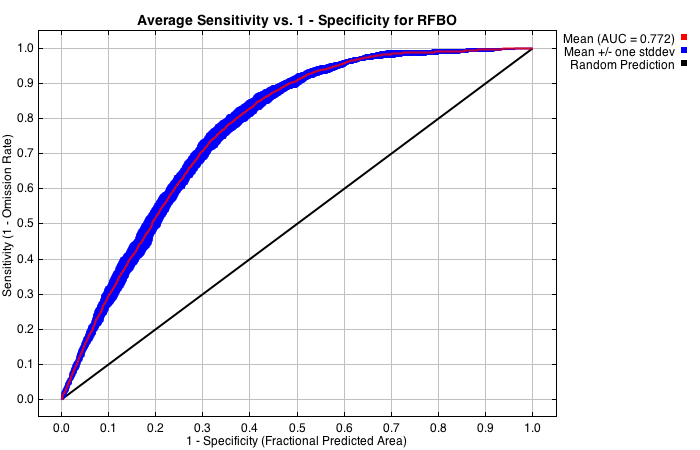 Average Sensitivity vs. 1 - Specificity for RFBO
Mean (AUC = 0.772)
Mean +/- one stddev
Random Prediction
Sensitivity (1 - Omission Rate)
1.0
0.9
0.8
0.7
0.6
0.5
0.4
0.3
0.2
0.1
0.0
0.0 0.1 0.2 0.3 0.4 0.5 0.6 0.7 0.8 0.9 1.0
1 - Specificity (Fractional Predicted Area)